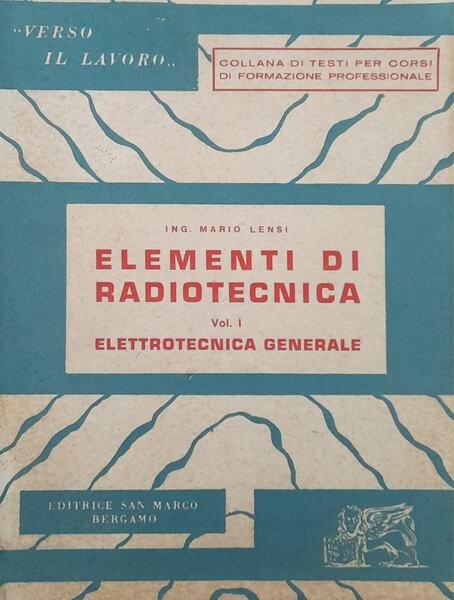 „VERSO
IL LAVORO„
COLLANA DI TESTI PER CORSI
DI FORMAZIONE PROFESSIONALE
ING. MARIO LENSI
ELEMENTI DI
RADIOTECNICA
Vol. I
ELETTROTECNICA GENERALE
EDITRICE SAN MARCO
BERGAMO